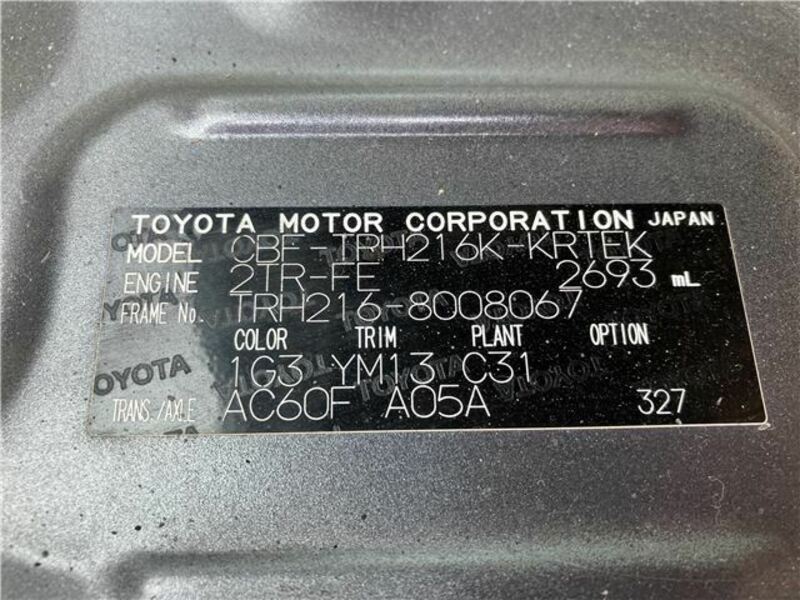 TOYOTA MOTOR CORPORATION JAPAN
MODEL CBF-TRH216K-KRTEK
ENGINE 2TR-FE 2693 mL
FRAME No. TRH216-8008067
COLOR TRIM PLANT OPTION
1G3 YM13 C31
TRANS./AXLE AC60F A05A 327